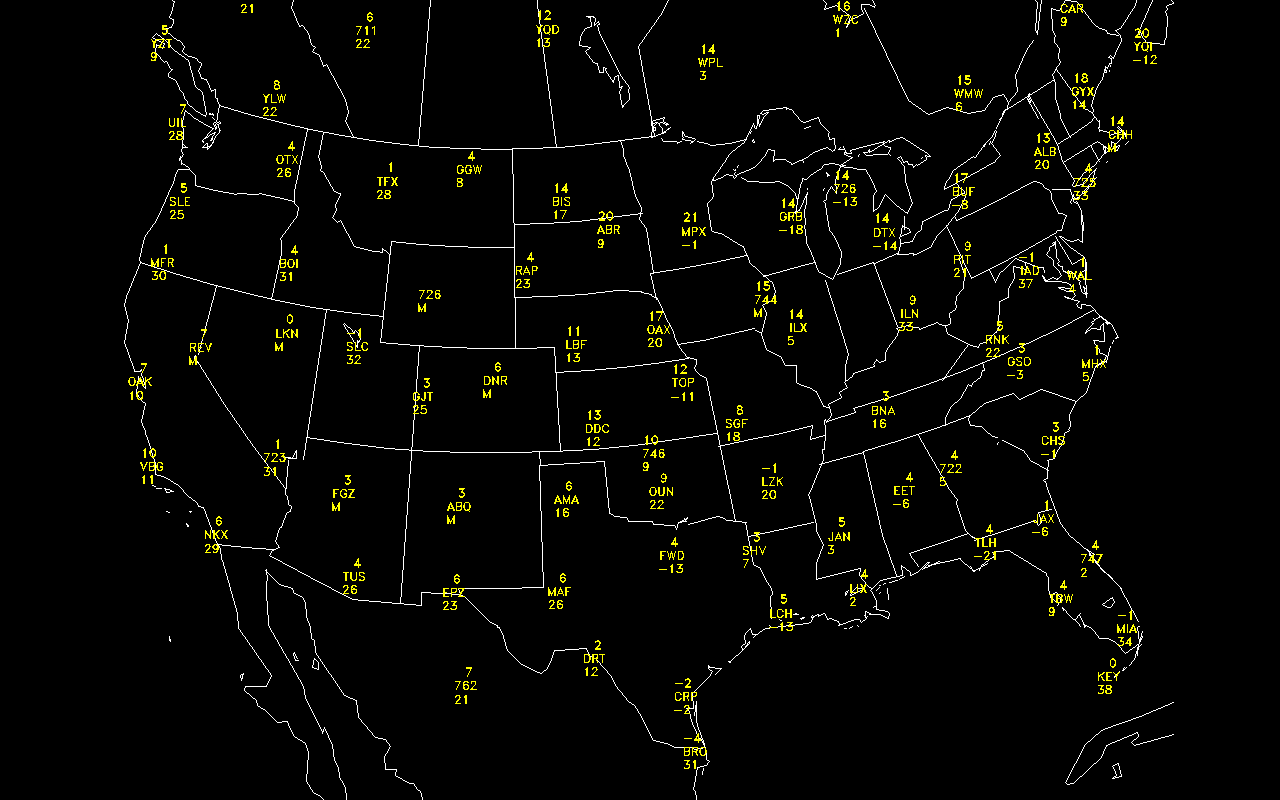 21
6
711
22
12
YQD
13
16
WZC
1
CAR
9
5
YZT
9
14
WPL
3
20
YQI
-12
8
YLW
22
15
WMW
6
18
GYX
14
7
UIL
28
14
CHH
M
4
OTX
26
1
TFX
28
4
GGW
8
13
ALB
20
5
SLE
25
14
BIS
17
14
726
-13
17
BUF
-8
4
725
33
20
ABR
9
21
MPX
-1
14
GRB
-18
14
DTX
-14
1
MFR
30
4
BOI
31
4
RAP
23
9
PIT
21
1
IAD
37
1
WAL
4
726
M
15
744
M
9
ILN
33
0
LKN
M
7
REV
M
1
SLC
32
11
LBF
13
17
OAX
20
14
ILX
5
5
RNK
22
3
GSO
-3
1
MHX
5
7
OAK
10
3
GJT
25
6
DNR
M
12
TOP
-11
3
BNA
16
13
DDC
12
8
SGF
18
3
CHS
-1
10
VBG
11
1
723
31
10
746
9
4
722
5
3
FGZ
M
3
ABQ
M
6
AMA
16
9
OUN
22
-1
LZK
20
4
EET
-6
6
NKX
29
5
JAN
3
1
JAX
-6
4
FWD
-13
3
SHV
7
4
TLH
-21
4
747
2
4
TUS
26
6
EPZ
23
6
MAF
26
5
LCH
-13
4
LIX
2
4
TBW
9
-1
MIA
34
2
DRT
12
7
762
21
-2
CRP
-2
0
KEY
38
-4
BRO
31